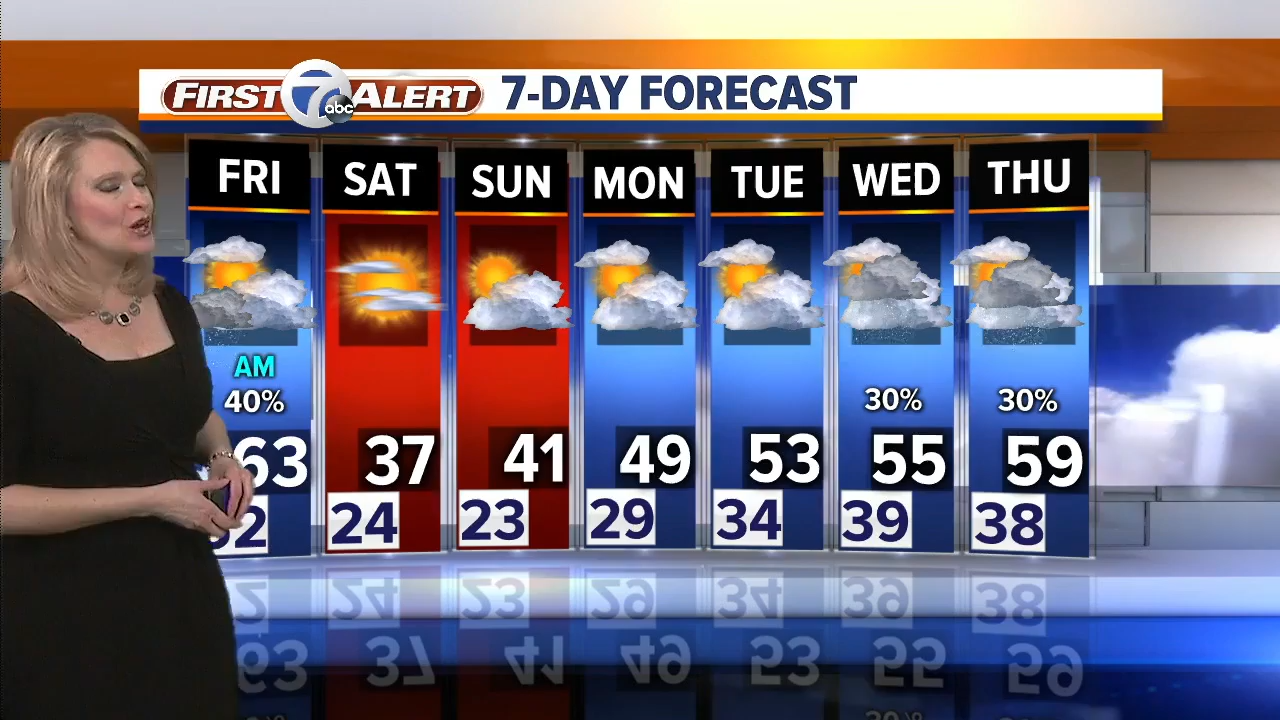 FIRST 7 abc ALERT 7-DAY FORECAST
FRI SAT SUN MON TUE WED THU
AM
40% 30% 30%
63 37 41 49 53 55 59
24 23 29 34 39 38